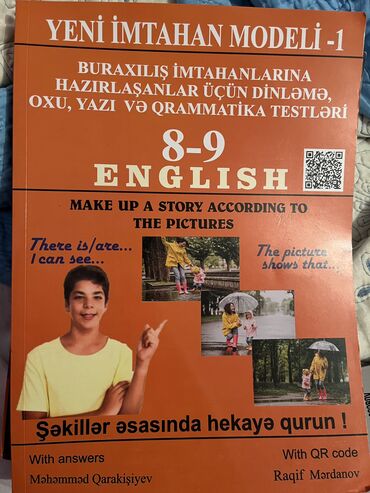 YENİ İMTAHAN MODELİ -1
BURAXILIŞ İMTAHANLARINA
HAZIRLAŞANLAR ÜÇÜN DİNLƏMƏ,
OXU, YAZI VƏ QRAMMATİKA TESTLƏRİ
8-9
ENGLISH
MAKE UP A STORY ACCORDING TO
THE PICTURES
There is/are...
I can see...
The picture
shows that...
Şəkillər əsasında hekayə qurun !
With answers
Məhəmməd Qarakişiyev
With QR code
Raqif Mərdanov